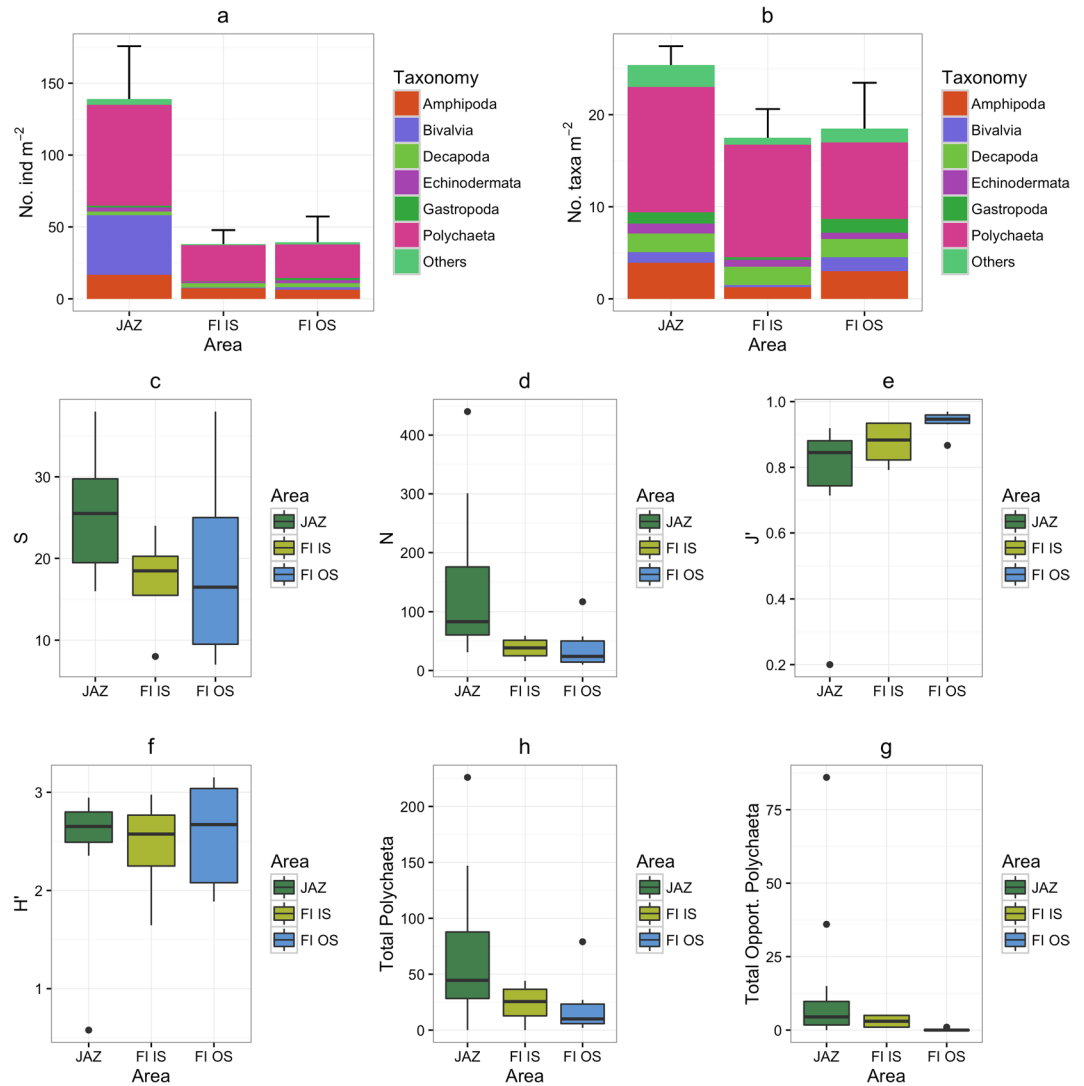 a
No. ind m⁻²
150
100
50
0
JAZ FI IS FI OS
Area
Taxonomy
Amphipoda
Bivalvia
Decapoda
Echinodermata
Gastropoda
Polychaeta
Others
b
No. taxa m⁻²
20
10
0
JAZ FI IS FI OS
Area
Taxonomy
Amphipoda
Bivalvia
Decapoda
Echinodermata
Gastropoda
Polychaeta
Others
c
S
30
20
10
JAZ FI IS FI OS
Area
JAZ
FI IS
FI OS
d
N
400
300
200
100
0
JAZ FI IS FI OS
Area
JAZ
FI IS
FI OS
e
J'
1.0
0.8
0.6
0.4
0.2
JAZ FI IS FI OS
Area
JAZ
FI IS
FI OS
f
H'
3
2
1
JAZ FI IS FI OS
Area
Area
JAZ
FI IS
FI OS
h
Total Polychaeta
200
150
100
50
0
JAZ FI IS FI OS
Area
Area
JAZ
FI IS
FI OS
g
Total Opport. Polychaeta
75
50
25
0
JAZ FI IS FI OS
Area
Area
JAZ
FI IS
FI OS